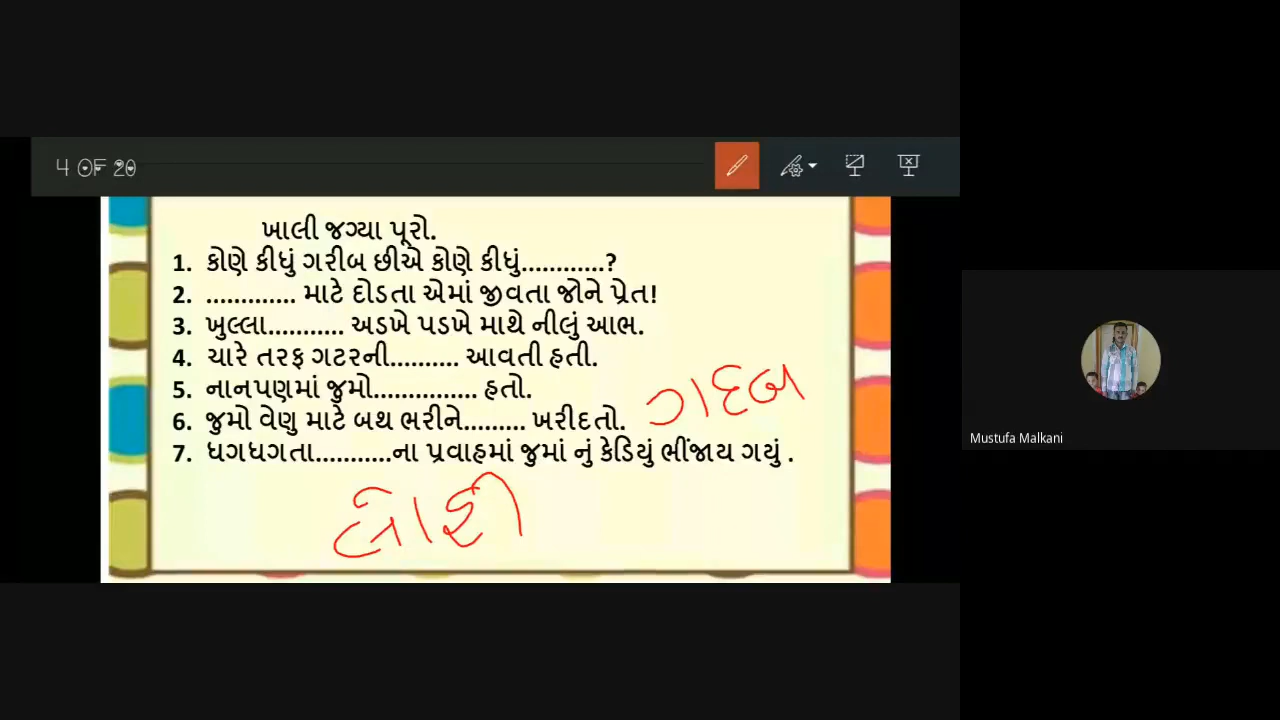 4 OF 20
ખાલી જગ્યા પૂરો.
1. કોણે કીધું ગરીબ છીએ કોણે કીધું............?
2. ............. માટે દોડતા એમાં જીવતા જોને પ્રેત!
3. ખુલ્લા........... અડખે પડખે માથે નીલું આભ.
4. ચારે તરફ ગટરની.......... આવતી હતી.
5. નાનપણમાં જુમો............... હતો.
6. જુમો વેણુ માટે બથ ભરીને......... ખરીદતો.
ગદબ
7. ધગધગતા...........ના પ્રવાહમાં જુમાં નું કેડિયું ભીંજાય ગયું .
લોહી
Mustufa Malkani